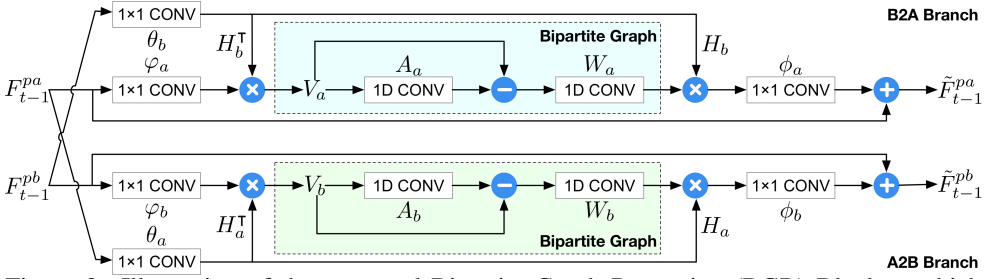 1×1 CONV
B2A Branch
θ_b
H_b^⊤
Bipartite Graph
H_b
φ_a
A_a
W_a
ϕ_a
F_{t-1}^{pa}
1×1 CONV
V_a
1D CONV
1D CONV
1×1 CONV
F̃_{t-1}^{pa}
F_{t-1}^{pb}
1×1 CONV
V_b
1D CONV
1D CONV
1×1 CONV
F̃_{t-1}^{pb}
φ_b
H_a^⊤
A_b
W_b
H_a
ϕ_b
θ_a
Bipartite Graph
1×1 CONV
A2B Branch